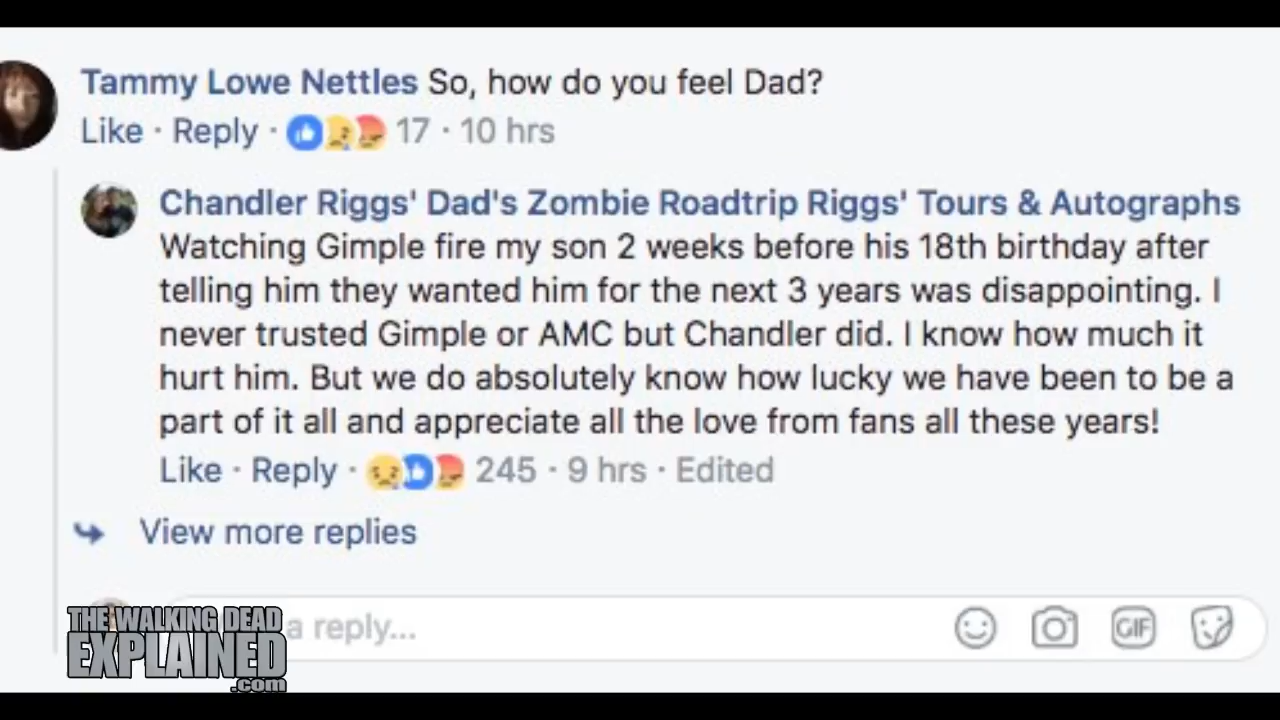 Tammy Lowe Nettles So, how do you feel Dad?
Like · Reply · 17 · 10 hrs
Chandler Riggs' Dad's Zombie Roadtrip Riggs' Tours & Autographs
Watching Gimple fire my son 2 weeks before his 18th birthday after
telling him they wanted him for the next 3 years was disappointing. I
never trusted Gimple or AMC but Chandler did. I know how much it
hurt him. But we do absolutely know how lucky we have been to be a
part of it all and appreciate all the love from fans all these years!
Like · Reply · 245 · 9 hrs · Edited
View more replies
a reply...
GIF
THE WALKING DEAD
EXPLAINED
.com